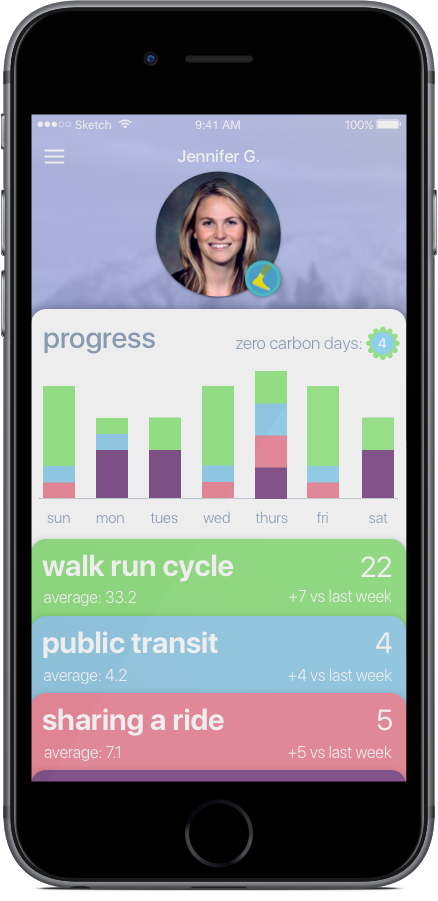 Sketch 9:41 AM 100%
Jennifer G.
progress zero carbon days: 4
sun mon tues wed thurs fri sat
walk run cycle 22
average: 33.2 +7 vs last week
public transit 4
average: 4.2 +4 vs last week
sharing a ride 5
average: 7.1 +5 vs last week